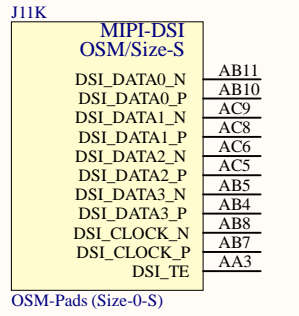 J11K
MIPI-DSI
OSM/Size-S
DSI_DATA0_N AB11
DSI_DATA0_P AB10
DSI_DATA1_N AC9
DSI_DATA1_P AC8
DSI_DATA2_N AC6
DSI_DATA2_P AC5
DSI_DATA3_N AB5
DSI_DATA3_P AB4
DSI_CLOCK_N AB8
DSI_CLOCK_P AB7
DSI_TE AA3
OSM-Pads (Size-0-S)